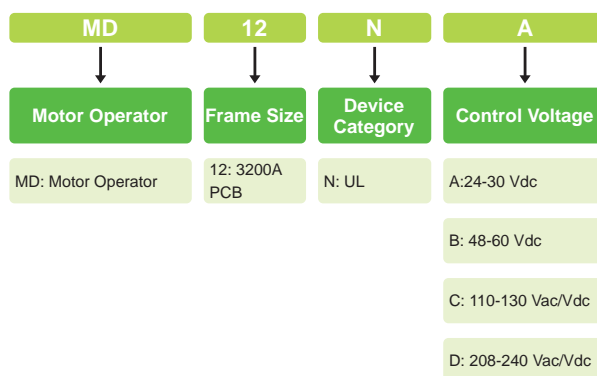 MD 12 N A
Motor Operator Frame Size Device Category Control Voltage
MD: Motor Operator
12: 3200A
PCB
N: UL
A:24-30 Vdc
B: 48-60 Vdc
C: 110-130 Vac/Vdc
D: 208-240 Vac/Vdc